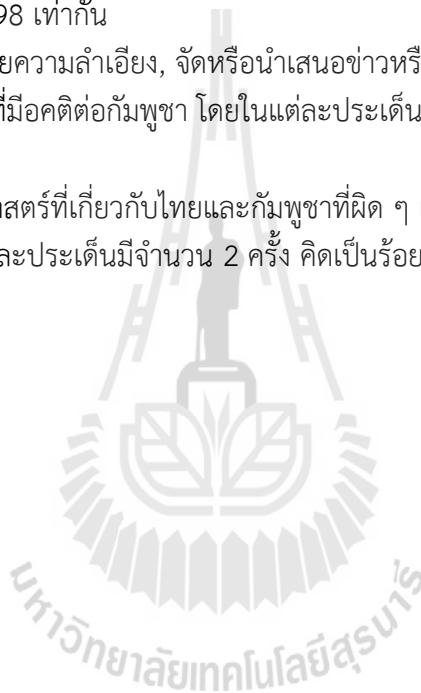 98 เท่ากัน
ยความลำเอียง, จัดหรือนำเสนอข่าวหรื
ที่มีอคติต่อกัมพูชา โดยในแต่ละประเด็น
าสตร์ที่เกี่ยวกับไทยและกัมพูชาที่ผิด ๆ
ละประเด็นมีจำนวน 2 ครั้ง คิดเป็นร้อย
มหาวิทยาลัยเทคโนโลยีสุรนารี